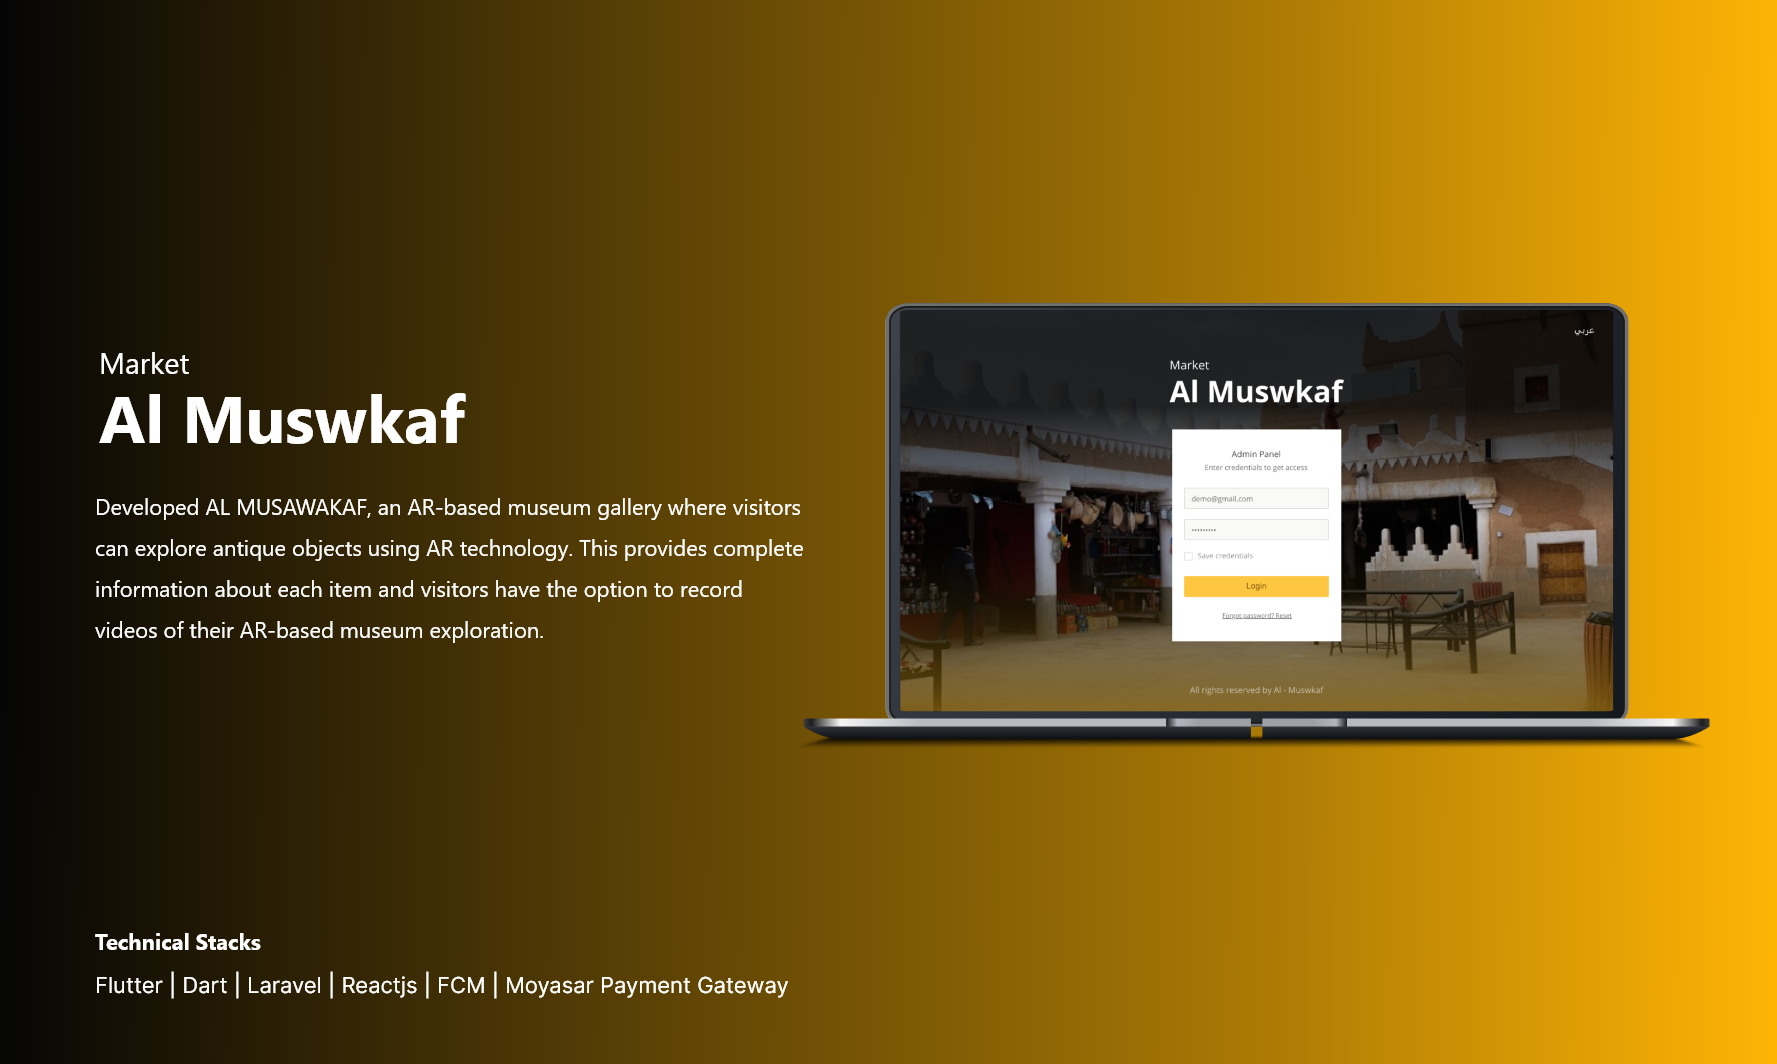 Market
Al Muswkaf
Developed AL MUSAWAKAF, an AR-based museum gallery where visitors
can explore antique objects using AR technology. This provides complete
information about each item and visitors have the option to record
videos of their AR-based museum exploration.
Technical Stacks
Flutter | Dart | Laravel | Reactjs | FCM | Moyasar Payment Gateway
عربي
Market
Al Muswkaf
Admin Panel
Enter credentials to get access
demo@gmail.com
•••••••••
Save credentials
Login
Forgot password? Reset
All rights reserved by Al - Muswkaf